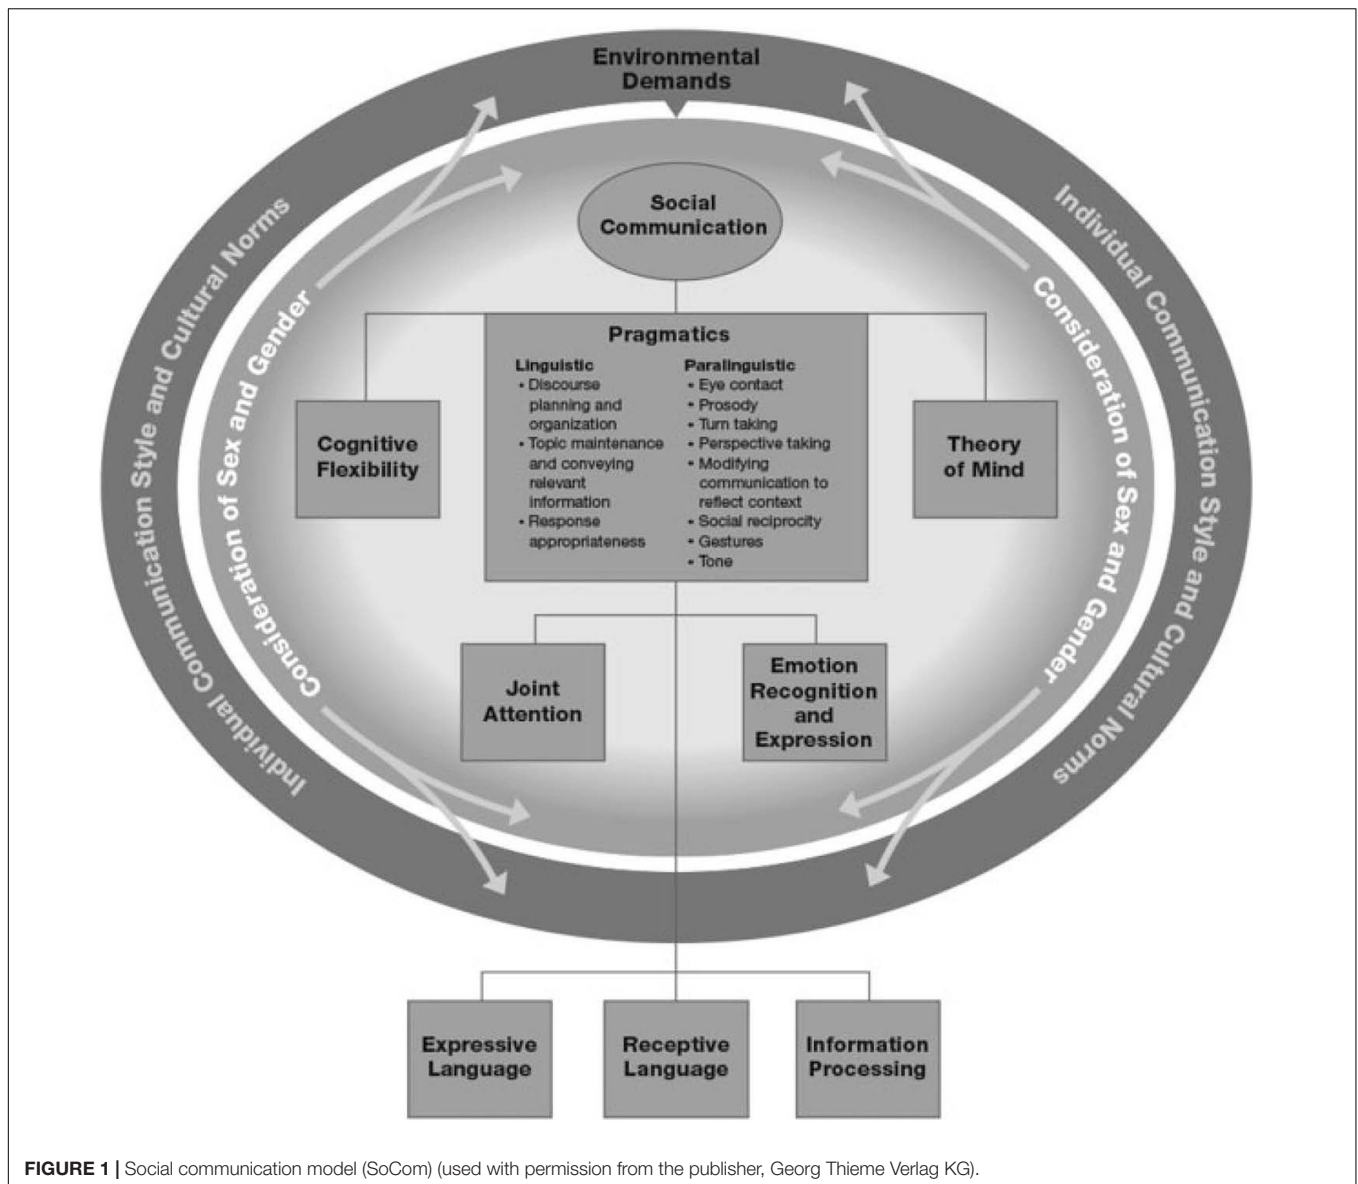 Environmental
Demands
Individual Communication Style and Cultural Norms
Consideration of Sex and Gender
Individual Communication Style and Cultural Norms
Consideration of Sex and Gender
Social
Communication
Pragmatics
Linguistic
• Discourse
planning and
organization
• Topic maintenance
and conveying
relevant
information
• Response
appropriateness
Paralinguistic
• Eye contact
• Prosody
• Turn taking
• Perspective taking
• Modifying
communication to
reflect context
• Social reciprocity
• Gestures
• Tone
Cognitive
Flexibility
Theory
of Mind
Joint
Attention
Emotion
Recognition
and
Expression
Expressive
Language
Receptive
Language
Information
Processing
FIGURE 1 | Social communication model (SoCom) (used with permission from the publisher, Georg Thieme Verlag KG).